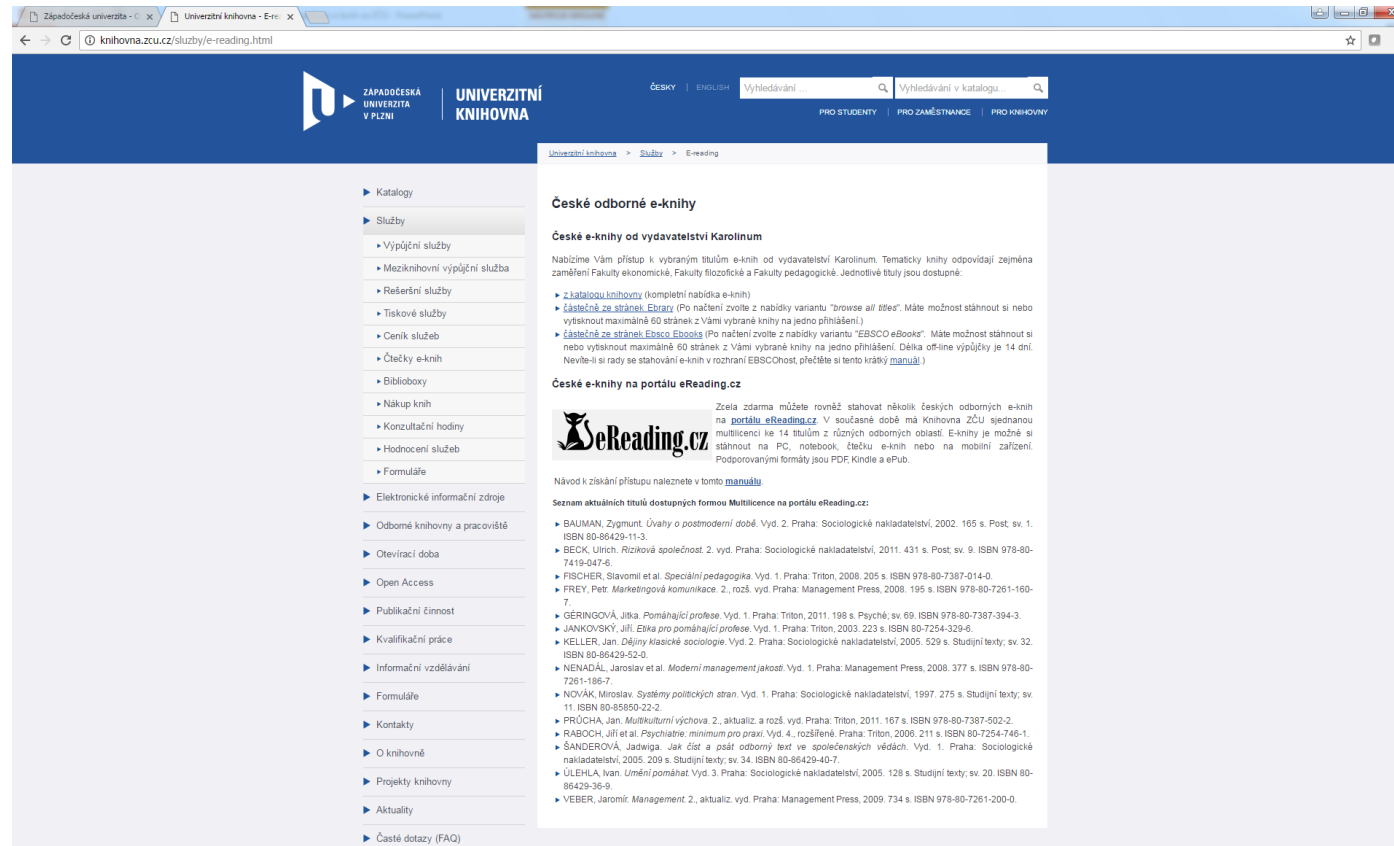 Západočeská univerzita - C
Univerzitní knihovna - E-re
knihovna.zcu.cz/sluzby/e-reading.html
ZÁPADOČESKÁ
UNIVERZITA
V PLZNI
UNIVERZITNÍ
KNIHOVNA
ČESKY | ENGLISH
Vyhledávání ...
Vyhledávání v katalogu...
PRO STUDENTY | PRO ZAMĚSTNANCE | PRO KNIHOVNY
Univerzitní knihovna > Služby > E-reading
Katalogy
Služby
Výpůjční služby
Meziknihovní výpůjční služba
Rešeršní služby
Tiskové služby
Ceník služeb
Čtečky e-knih
Biblioboxy
Nákup knih
Konzultační hodiny
Hodnocení služeb
Formuláře
Elektronické informační zdroje
Odborné knihovny a pracoviště
Otevírací doba
Open Access
Publikační činnost
Kvalifikační práce
Informační vzdělávání
Formuláře
Kontakty
O knihovně
Projekty knihovny
Aktuality
Časté dotazy (FAQ)
České odborné e-knihy
České e-knihy od vydavatelství Karolinum
Nabízíme Vám přístup k vybraným titulům e-knih od vydavatelství Karolinum. Tematicky knihy odpovídají zejména
zaměření Fakulty ekonomické, Fakulty filozofické a Fakulty pedagogické. Jednotlivé tituly jsou dostupné:
z katalogu knihovny (kompletní nabídka e-knih)
částečně ze stránek Ebrary (Po načtení zvolte z nabídky variantu "browse all titles". Máte možnost stáhnout si nebo
vytisknout maximálně 60 stránek z Vámi vybrané knihy na jedno přihlášení.)
částečně ze stránek Ebsco Ebooks (Po načtení zvolte z nabídky variantu "EBSCO eBooks". Máte možnost stáhnout si
nebo vytisknout maximálně 60 stránek z Vámi vybrané knihy na jedno přihlášení. Délka off-line výpůjčky je 14 dní.
Nevíte-li si rady se stahování e-knih v rozhraní EBSCOhost, přečtěte si tento krátký manuál.)
České e-knihy na portálu eReading.cz
eReading.cz
Zcela zdarma můžete rovněž stahovat několik českých odborných e-knih
na portálu eReading.cz. V současné době má Knihovna ZČU sjednanou
multilicenci ke 14 titulům z různých odborných oblastí. E-knihy je možné si
stáhnout na PC, notebook, čtečku e-knih nebo na mobilní zařízení.
Podporovanými formáty jsou PDF, Kindle a ePub.
Návod k získání přístupu naleznete v tomto manuálu.
Seznam aktuálních titulů dostupných formou Multilicence na portálu eReading.cz:
BAUMAN, Zygmunt. Úvahy o postmoderní době. Vyd. 2. Praha: Sociologické nakladatelství, 2002. 165 s. Post; sv. 1.
ISBN 80-86429-11-3.
BECK, Ulrich. Riziková společnost. 2. vyd. Praha: Sociologické nakladatelství, 2011. 431 s. Post; sv. 9. ISBN 978-80-
7419-047-6.
FISCHER, Slavomil et al. Speciální pedagogika. Vyd. 1. Praha: Triton, 2008. 205 s. ISBN 978-80-7387-014-0.
FREY, Petr. Marketingová komunikace. 2., rozš. vyd. Praha: Management Press, 2008. 195 s. ISBN 978-80-7261-160-
7.
GÉRINGOVÁ, Jitka. Pomáhající profese. Vyd. 1. Praha: Triton, 2011. 198 s. Psyché; sv. 69. ISBN 978-80-7387-394-3.
JANKOVSKÝ, Jiří. Etika pro pomáhající profese. Vyd. 1. Praha: Triton, 2003. 223 s. ISBN 80-7254-329-6.
KELLER, Jan. Dějiny klasické sociologie. Vyd. 2. Praha: Sociologické nakladatelství, 2005. 529 s. Studijní texty; sv. 32.
ISBN 80-86429-52-0.
NENADÁL, Jaroslav et al. Moderní management jakosti. Vyd. 1. Praha: Management Press, 2008. 377 s. ISBN 978-80-
7261-186-7.
NOVÁK, Miroslav. Systémy politických stran. Vyd. 1. Praha: Sociologické nakladatelství, 1997. 275 s. Studijní texty; sv.
11. ISBN 80-85850-22-2.
PRŮCHA, Jan. Multikulturní výchova. 2., aktualiz. a rozš. vyd. Praha: Triton, 2011. 167 s. ISBN 978-80-7387-502-2.
RABOCH, Jiří et al. Psychiatrie: minimum pro praxi. Vyd. 4., rozšířené. Praha: Triton, 2006. 211 s. ISBN 80-7254-746-1.
ŠANDEROVÁ, Jadwiga. Jak číst a psát odborný text ve společenských vědách. Vyd. 1. Praha: Sociologické
nakladatelství, 2005. 209 s. Studijní texty; sv. 34. ISBN 80-86429-40-7.
ÚLEHLA, Ivan. Umění pomáhat. Vyd. 3. Praha: Sociologické nakladatelství, 2005. 128 s. Studijní texty; sv. 20. ISBN 80-
86429-36-9.
VEBER, Jaromír. Management. 2., aktualiz. vyd. Praha: Management Press, 2009. 734 s. ISBN 978-80-7261-200-0.